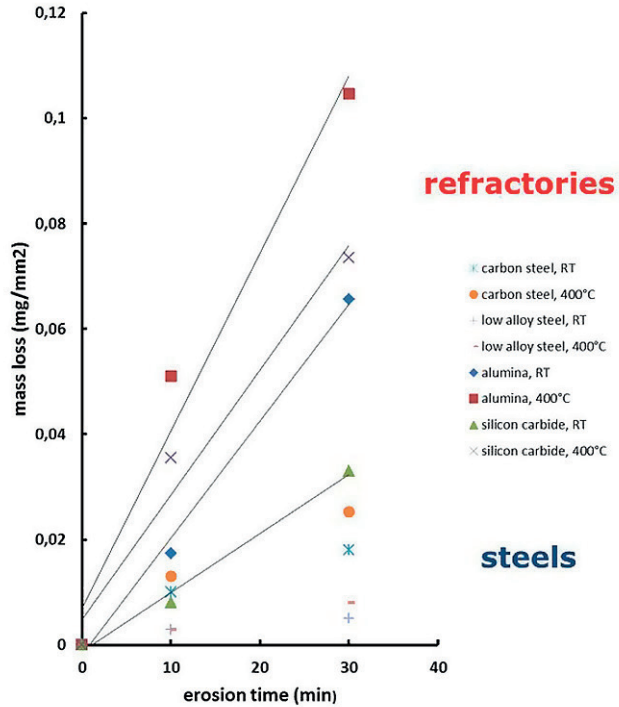 0,12
0,1
0,08
0,06
0,04
0,02
0
0
10
20
30
40
mass loss (mg/mm2)
erosion time (min)
refractories
carbon steel, RT
carbon steel, 400°C
low alloy steel, RT
low alloy steel, 400°C
alumina, RT
alumina, 400°C
silicon carbide, RT
silicon carbide, 400°C
steels